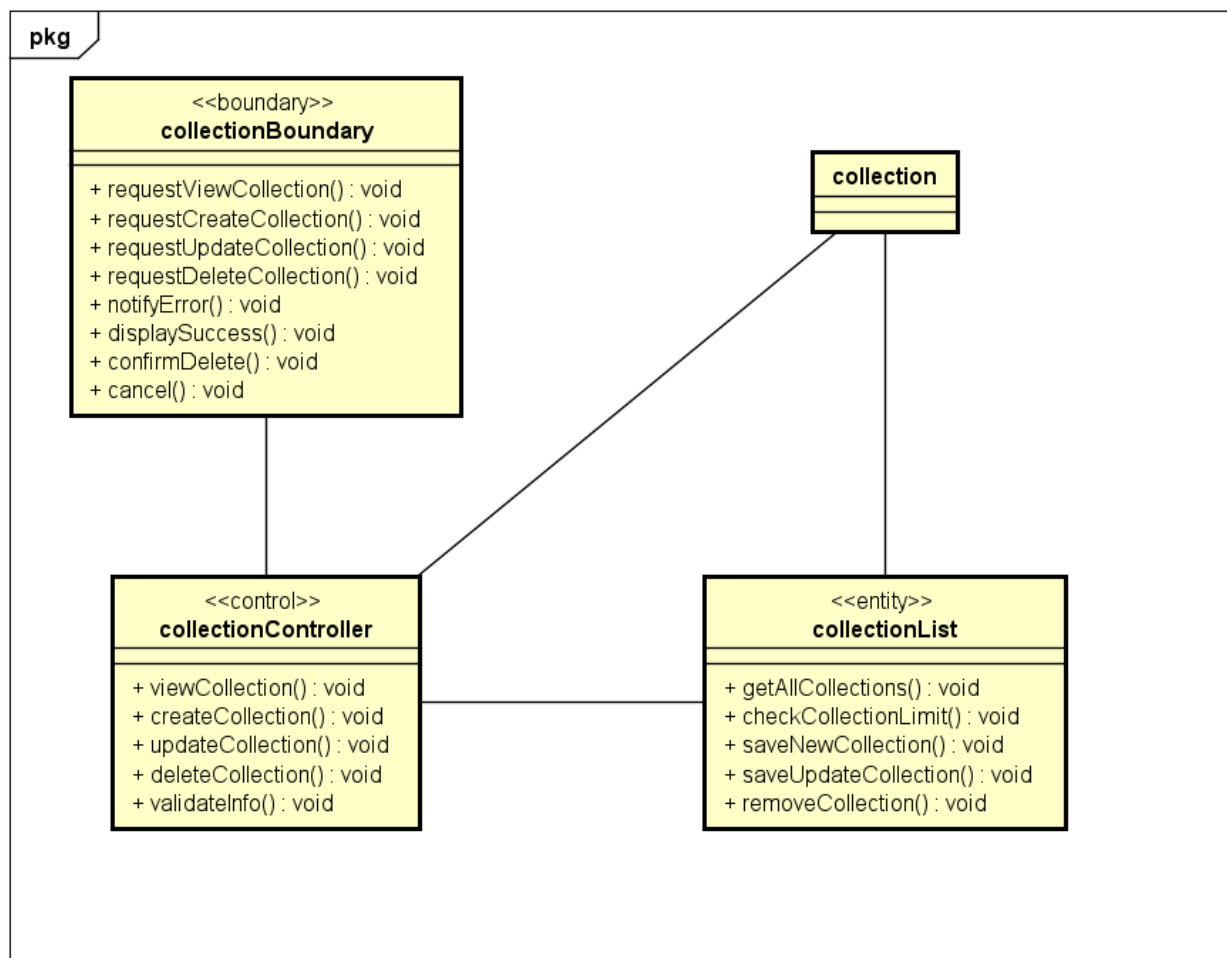 pkg
<<boundary>>
collectionBoundary
+ requestViewCollection() : void
+ requestCreateCollection() : void
+ requestUpdateCollection() : void
+ requestDeleteCollection() : void
+ notifyError() : void
+ displaySuccess() : void
+ confirmDelete() : void
+ cancel() : void
collection
<<control>>
collectionController
+ viewCollection() : void
+ createCollection() : void
+ updateCollection() : void
+ deleteCollection() : void
+ validateInfo() : void
<<entity>>
collectionList
+ getAllCollections() : void
+ checkCollectionLimit() : void
+ saveNewCollection() : void
+ saveUpdateCollection() : void
+ removeCollection() : void